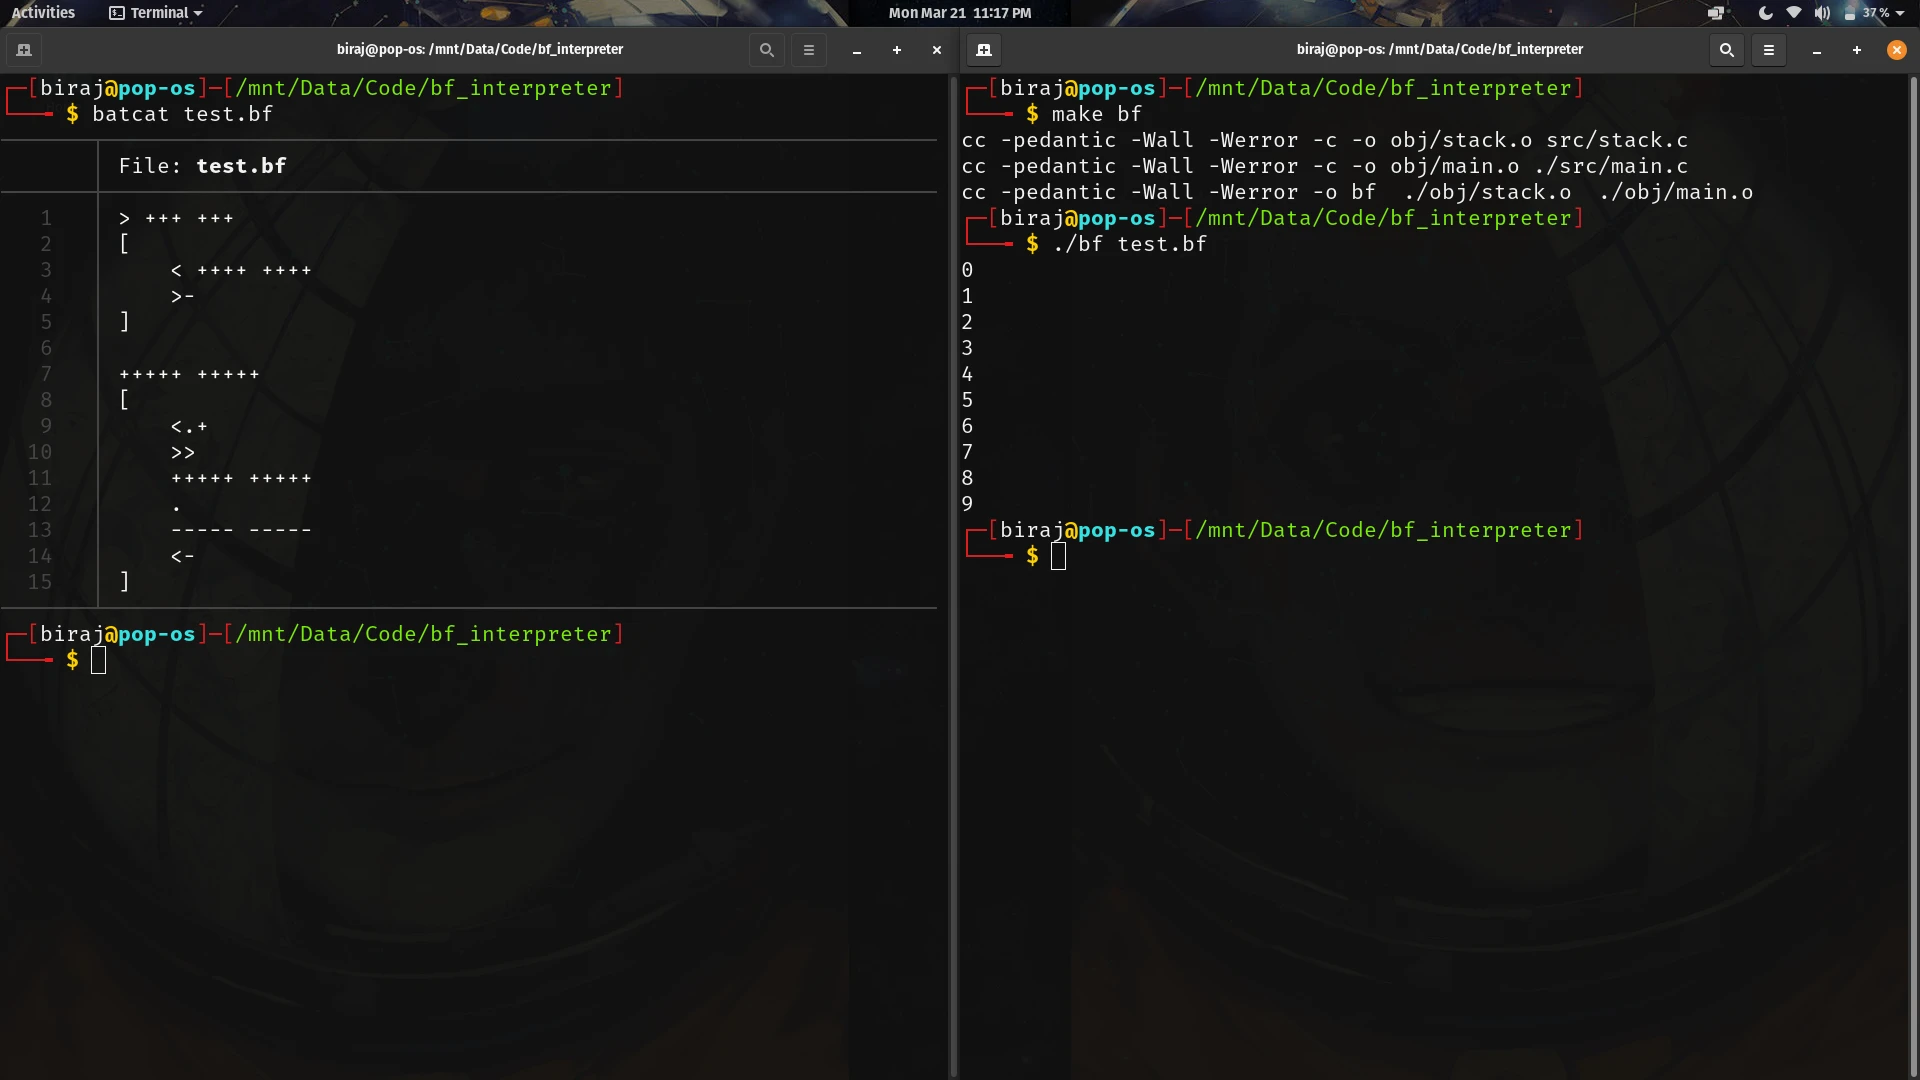 Activities Terminal Mon Mar 21 11:17 PM 37 %
biraj@pop-os: /mnt/Data/Code/bf_interpreter
[biraj@pop-os]-[/mnt/Data/Code/bf_interpreter]
$ batcat test.bf
File: test.bf
1 > +++ +++
2 [
3 < ++++ ++++
4 >-
5 ]
6
7 +++++ +++++
8 [
9 <.+
10 >>
11 +++++ +++++
12 .
13 ----- -----
14 <-
15 ]
[biraj@pop-os]-[/mnt/Data/Code/bf_interpreter]
$
biraj@pop-os: /mnt/Data/Code/bf_interpreter
[biraj@pop-os]-[/mnt/Data/Code/bf_interpreter]
$ make bf
cc -pedantic -Wall -Werror -c -o obj/stack.o src/stack.c
cc -pedantic -Wall -Werror -c -o obj/main.o ./src/main.c
cc -pedantic -Wall -Werror -o bf  ./obj/stack.o  ./obj/main.o
[biraj@pop-os]-[/mnt/Data/Code/bf_interpreter]
$ ./bf test.bf
0
1
2
3
4
5
6
7
8
9
[biraj@pop-os]-[/mnt/Data/Code/bf_interpreter]
$